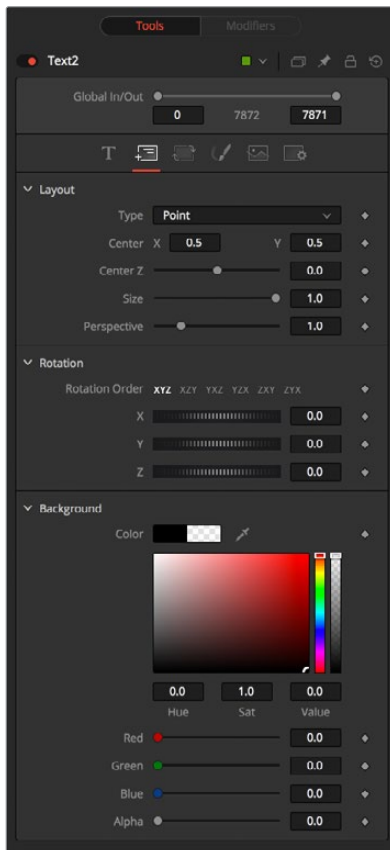 Tools Modifiers
Text2
Global In/Out
0 7872 7871
T
Layout
Type Point
Center X 0.5 Y 0.5
Center Z 0.0
Size 1.0
Perspective 1.0
Rotation
Rotation Order XYZ XZY YXZ YZX ZXY ZYX
X 0.0
Y 0.0
Z 0.0
Background
Color
0.0 1.0 0.0
Hue Sat Value
Red 0.0
Green 0.0
Blue 0.0
Alpha 0.0